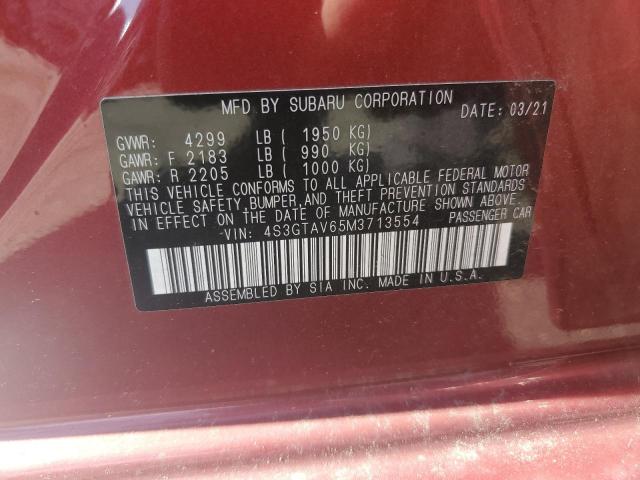 MFD BY SUBARU CORPORATION DATE: 03/21
GVWR: 4299 LB ( 1950 KG)
GAWR: F 2183 LB ( 990 KG)
GAWR: R 2205 LB ( 1000 KG)
THIS VEHICLE CONFORMS TO ALL APPLICABLE FEDERAL MOTOR
VEHICLE SAFETY,BUMPER,AND THEFT PREVENTION STANDARDS
IN EFFECT ON THE DATE OF MANUFACTURE SHOWN ABOVE.
VIN: 4S3GTAV65M3713554 PASSENGER CAR
ASSEMBLED BY SIA INC. MADE IN U.S.A.